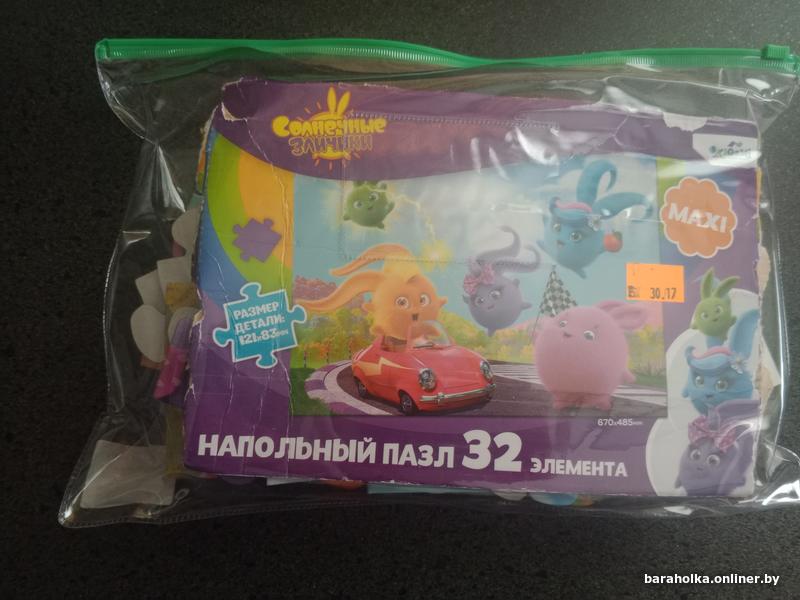 Солнечные
Зайчики
MAXI
30.17
РАЗМЕР
ДЕТАЛИ:
121x83мм
670x485мм
НАПОЛЬНЫЙ ПАЗЛ 32 ЭЛЕМЕНТА
baraholka.onliner.by